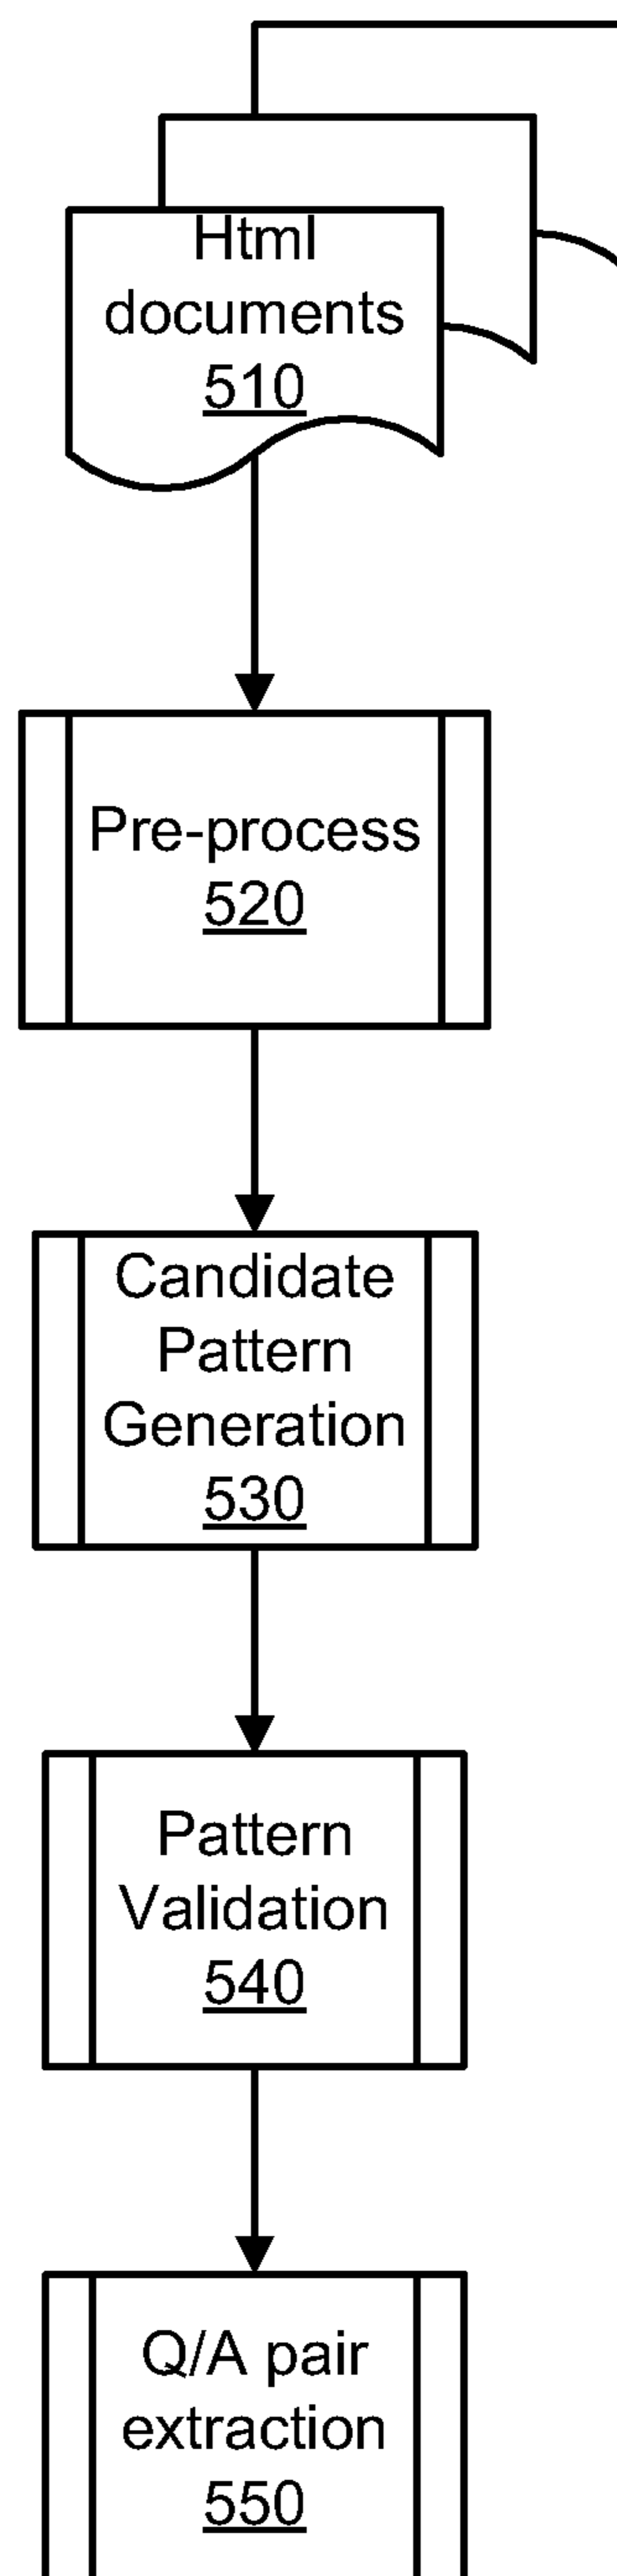 Html
documents
510
Pre-process
520
Candidate
Pattern
Generation
530
Pattern
Validation
540
Q/A pair
extraction
550